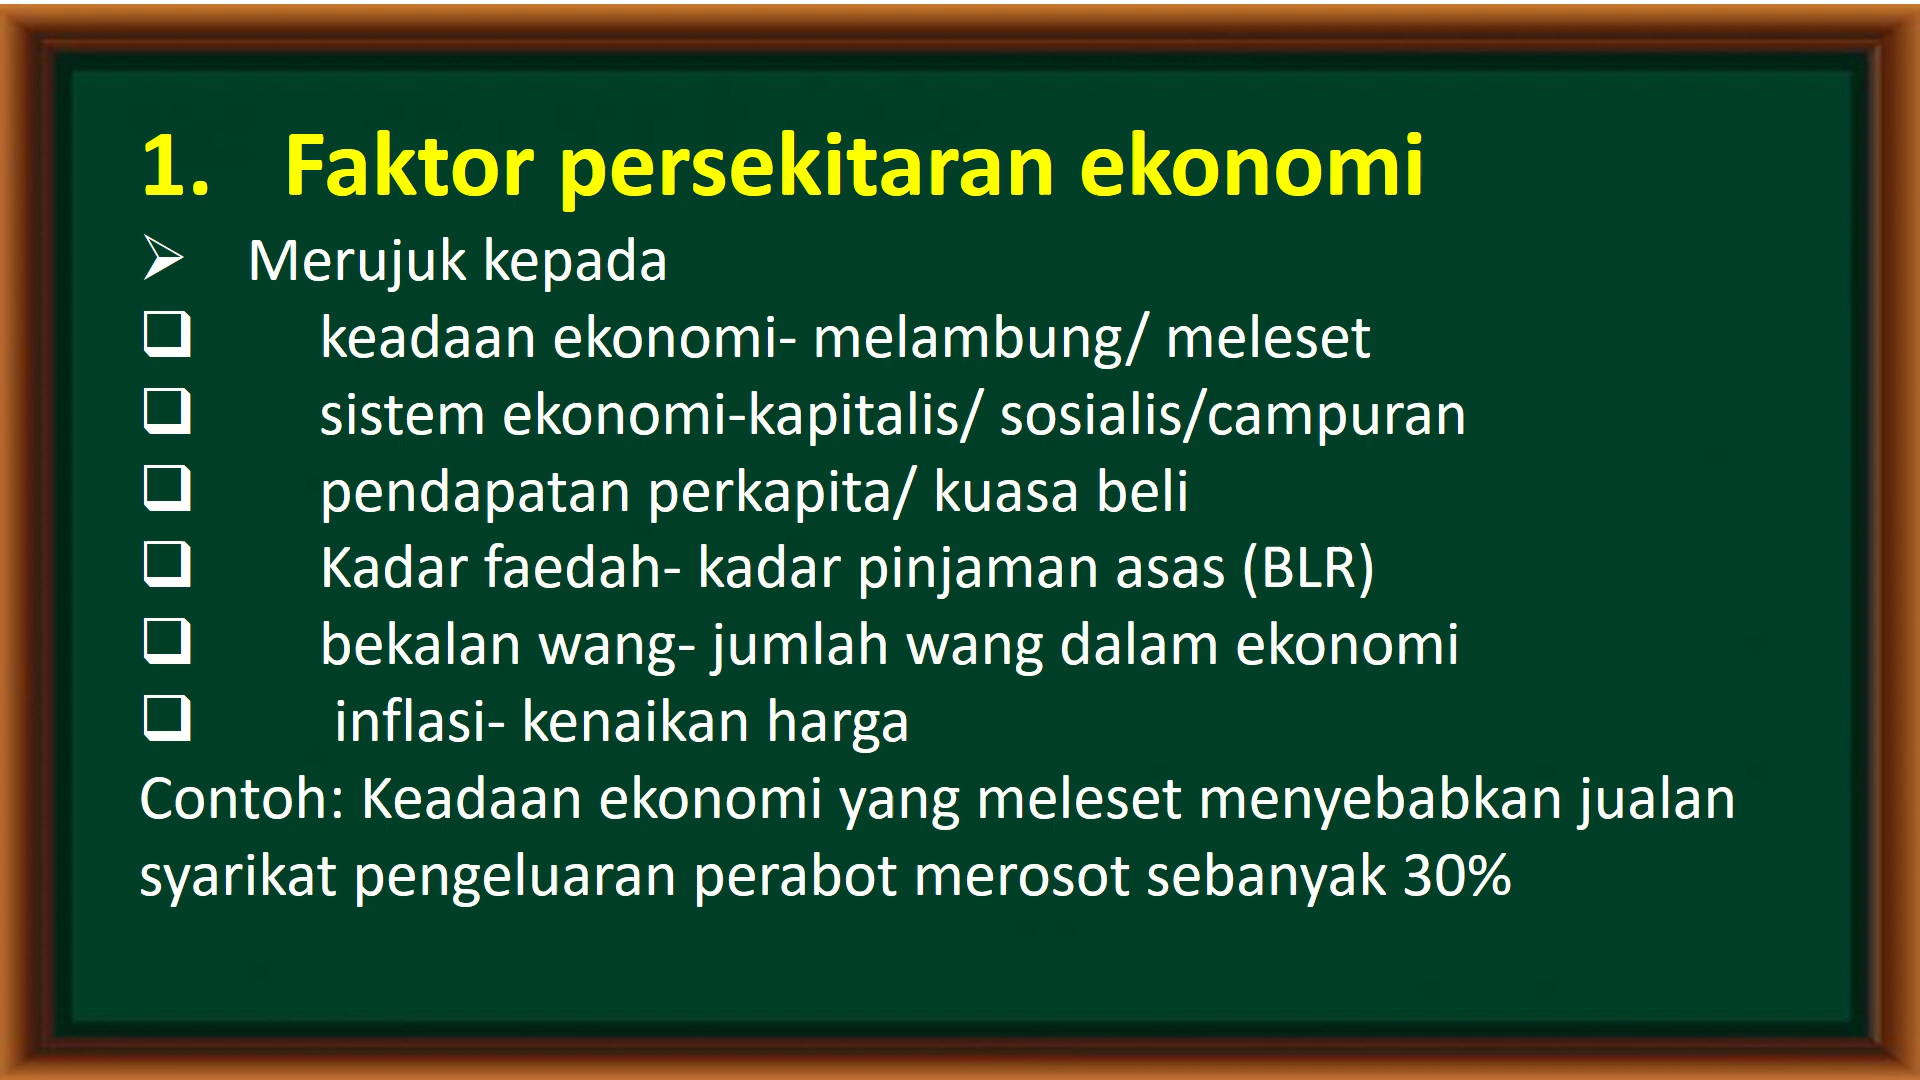 1. Faktor persekitaran ekonomi
➢ Merujuk kepada
❑ keadaan ekonomi- melambung/ meleset
❑ sistem ekonomi-kapitalis/ sosialis/campuran
❑ pendapatan perkapita/ kuasa beli
❑ Kadar faedah- kadar pinjaman asas (BLR)
❑ bekalan wang- jumlah wang dalam ekonomi
❑ inflasi- kenaikan harga
Contoh: Keadaan ekonomi yang meleset menyebabkan jualan
syarikat pengeluaran perabot merosot sebanyak 30%